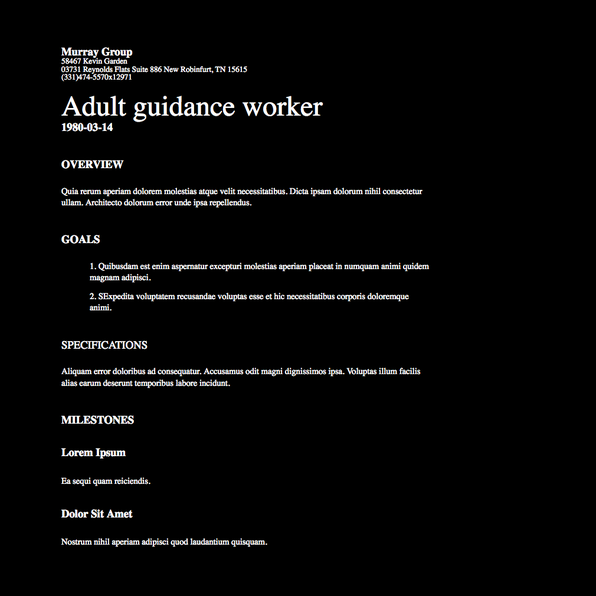 Murray Group
58467 Kevin Garden
03731 Reynolds Flats Suite 886 New Robinfurt, TN 15615
(331)474-5570x12971
Adult guidance worker
1980-03-14
OVERVIEW
Quia rerum aperiam dolorem molestias atque velit necessitatibus. Dicta ipsam dolorum nihil consectetur
ullam. Architecto dolorum error unde ipsa repellendus.
GOALS
1. Quibusdam est enim aspernatur excepturi molestias aperiam placeat in numquam animi quidem
magnam adipisci.
2. SExpedita voluptatem recusandae voluptas esse et hic necessitatibus corporis doloremque
animi.
SPECIFICATIONS
Aliquam error doloribus ad consequatur. Accusamus odit magni dignissimos ipsa. Voluptas illum facilis
alias earum deserunt temporibus labore incidunt.
MILESTONES
Lorem Ipsum
Ea sequi quam reiciendis.
Dolor Sit Amet
Nostrum nihil aperiam adipisci quod laudantium quisquam.